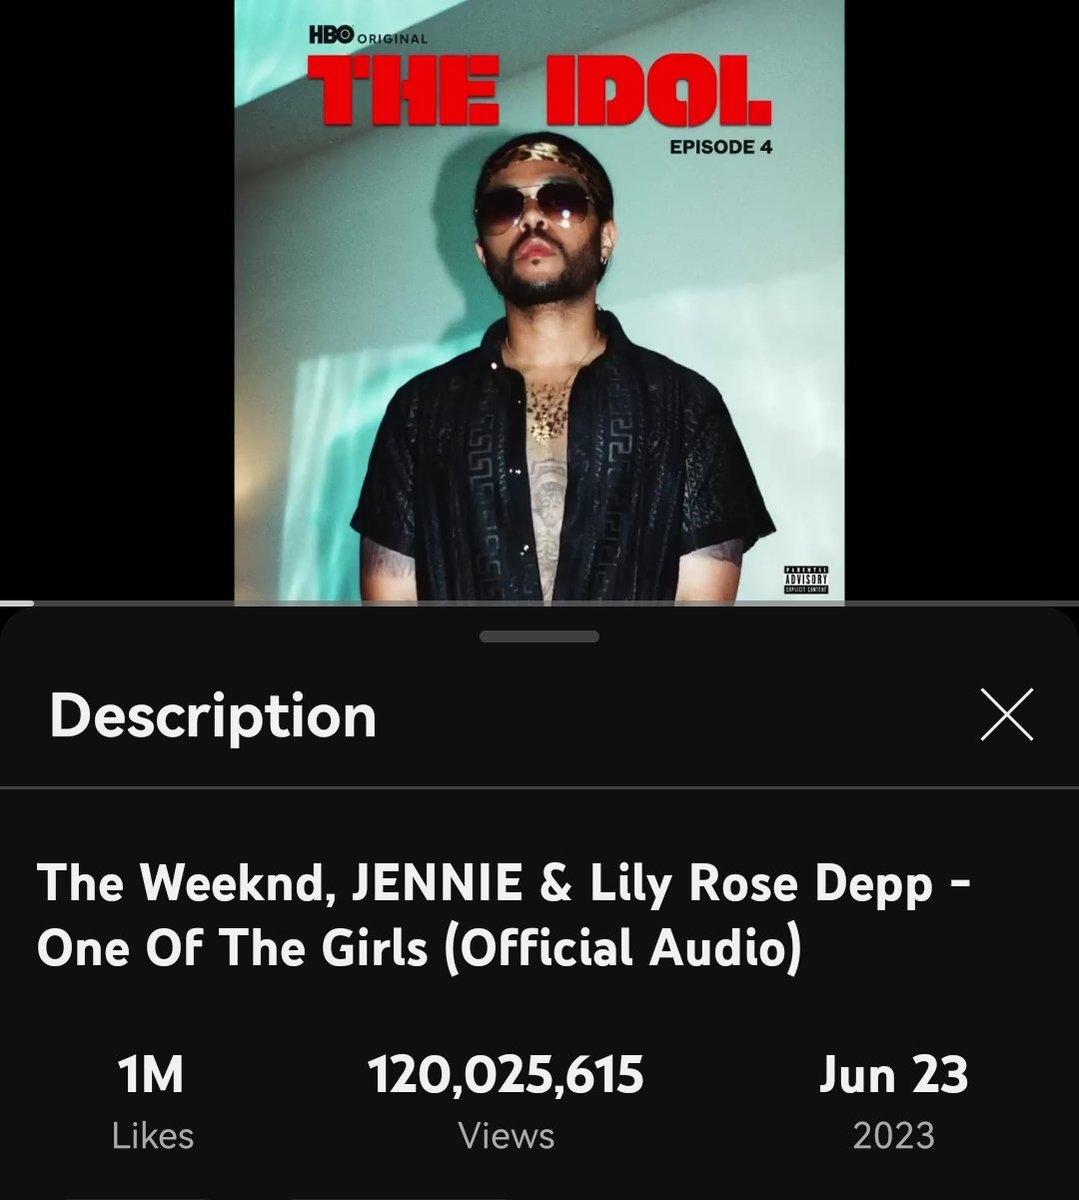 HBO ORIGINAL
THE IDOL
EPISODE 4
PARENTAL
ADVISORY
EXPLICIT CONTENT
Description
The Weeknd, JENNIE & Lily Rose Depp -
One Of The Girls (Official Audio)
1M 120,025,615 Jun 23
Likes Views 2023